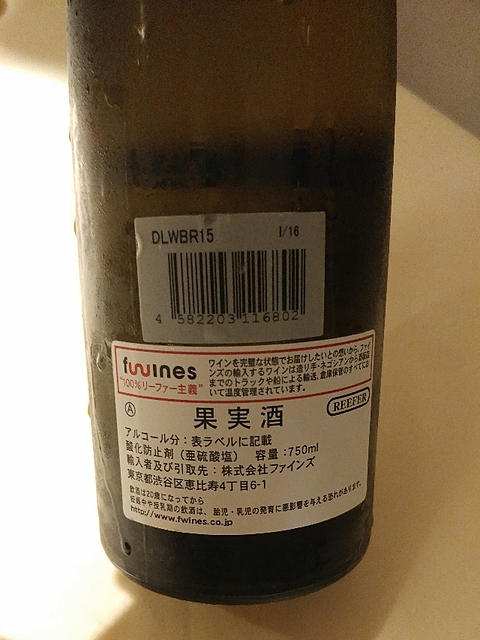 DLWBR15 I/16
4 582203 116802
fwines
"100%リーファー主義"
ワインを完璧な状態でお届けしたいとの想いから、ファイ
ンズの輸入するワインは造り手・ネゴシアンから
までのトラックや船による輸送、倉庫保管のすべてにお
いて温度管理されています。
REEFER
A
果実酒
アルコール分：表ラベルに記載
酸化防止剤（亜硫酸塩） 容量：750ml
輸入者及び引取先：株式会社ファインズ
東京都渋谷区恵比寿4丁目6-1
飲酒は20歳になってから
妊娠中や授乳期の飲酒は、胎児・乳児の発育に悪影響を与える恐れがあります。
http://www.fwines.co.jp